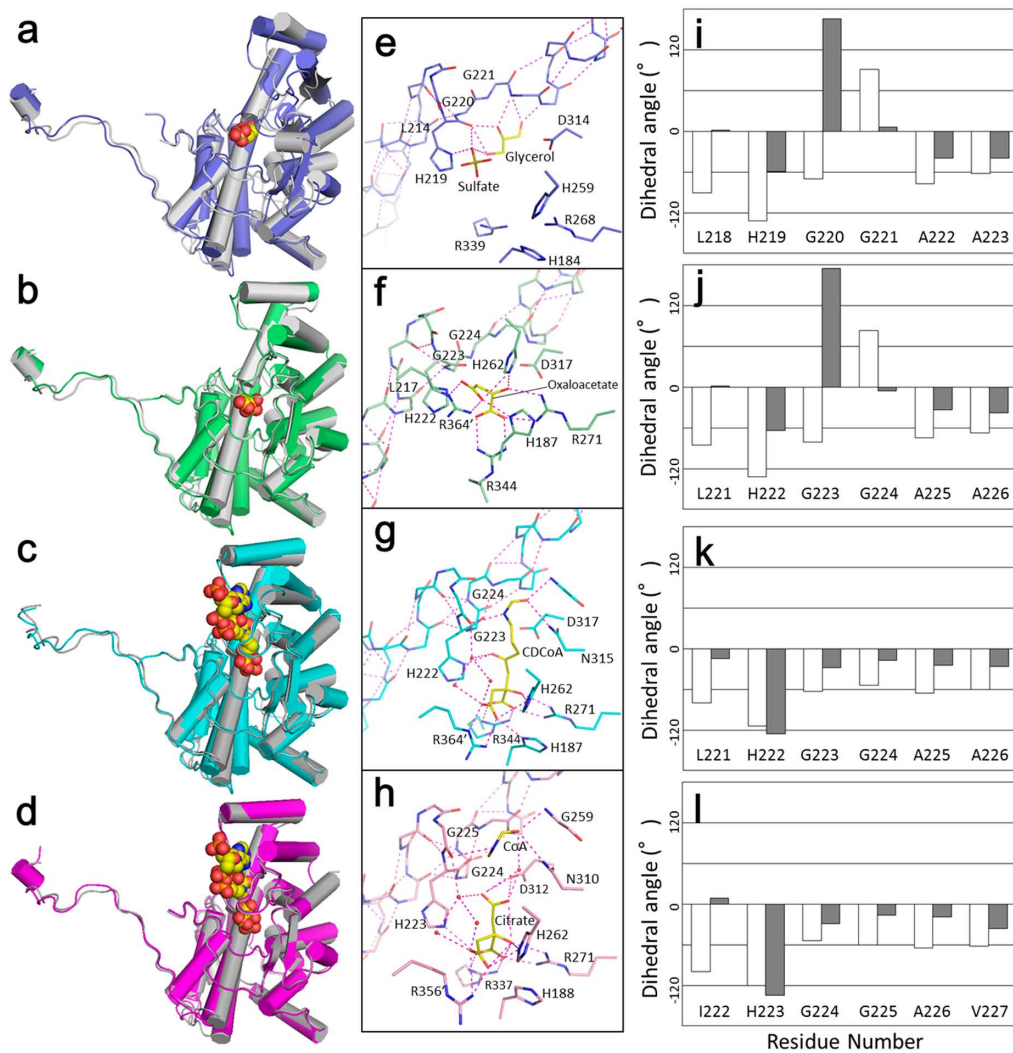 a
b
c
d
e
G221
G220
L214
D314
H219
Glycerol
Sulfate
H259
R268
R339
H184
f
G224
G223
H262
D317
L217
Oxaloacetate
H222
R364’
H187
R271
R344
g
G224
D317
G223
N315
CDCoA
H222
H262
R271
R364’
R344
H187
h
G225
G259
CoA
G224
N310
D312
Citrate
H223
H262
R271
R337
R356’
H188
i
Dihedral angle (°)
120
0
-120
L218 H219 G220 G221 A222 A223
j
Dihedral angle (°)
120
0
-120
L221 H222 G223 G224 A225 A226
k
Dihedral angle (°)
120
0
-120
L221 H222 G223 G224 A225 A226
l
Dihedral angle (°)
120
0
-120
I222 H223 G224 G225 A226 V227
Residue Number